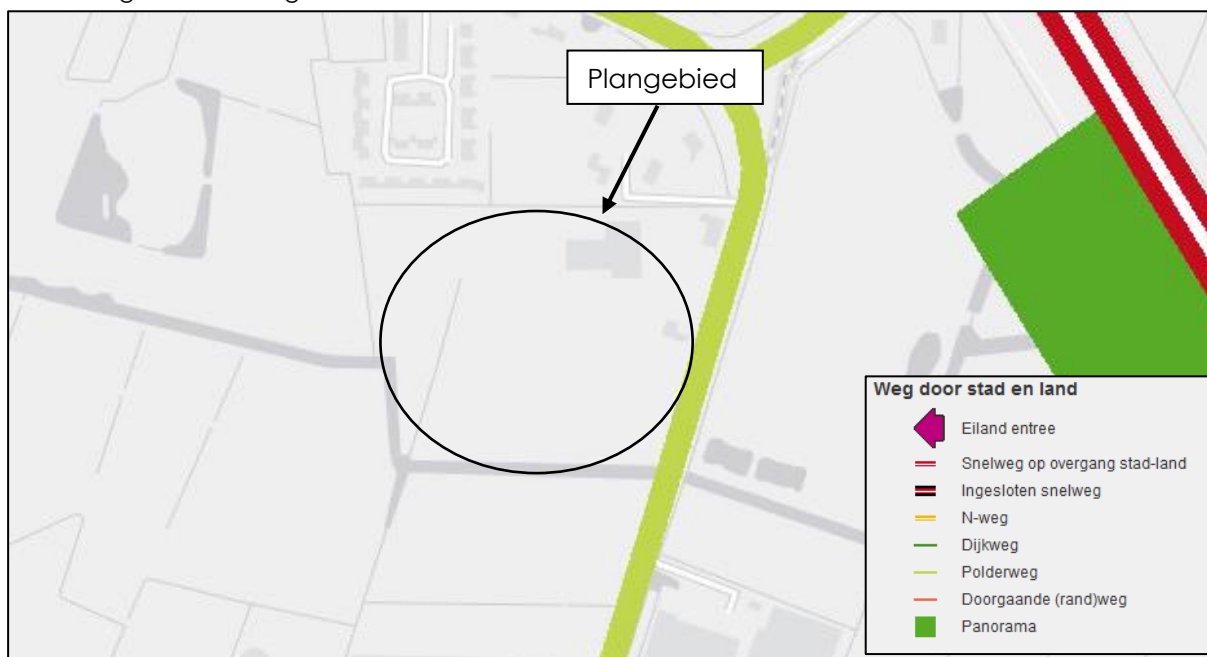 Plangebied
Weg door stad en land
Eiland entree
Snelweg op overgang stad-land
Ingesloten snelweg
N-weg
Dijkweg
Polderweg
Doorgaande (rand)weg
Panorama